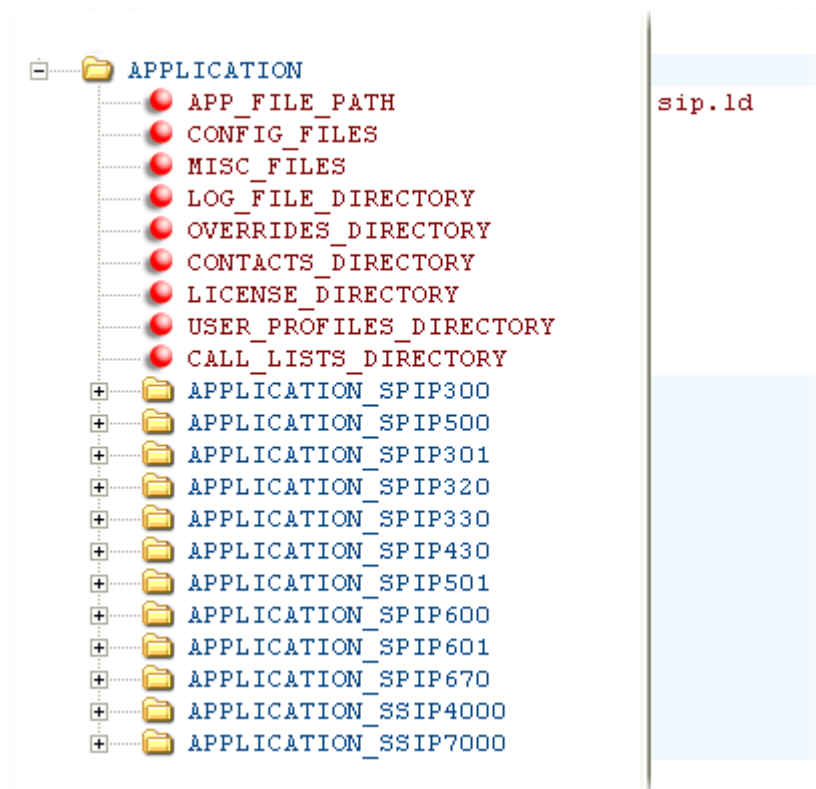 APPLICATION
APP_FILE_PATH sip.ld
CONFIG_FILES
MISC_FILES
LOG_FILE_DIRECTORY
OVERRIDES_DIRECTORY
CONTACTS_DIRECTORY
LICENSE_DIRECTORY
USER_PROFILES_DIRECTORY
CALL_LISTS_DIRECTORY
APPLICATION_SPIP300
APPLICATION_SPIP500
APPLICATION_SPIP301
APPLICATION_SPIP320
APPLICATION_SPIP330
APPLICATION_SPIP430
APPLICATION_SPIP501
APPLICATION_SPIP600
APPLICATION_SPIP601
APPLICATION_SPIP670
APPLICATION_SSIP4000
APPLICATION_SSIP7000